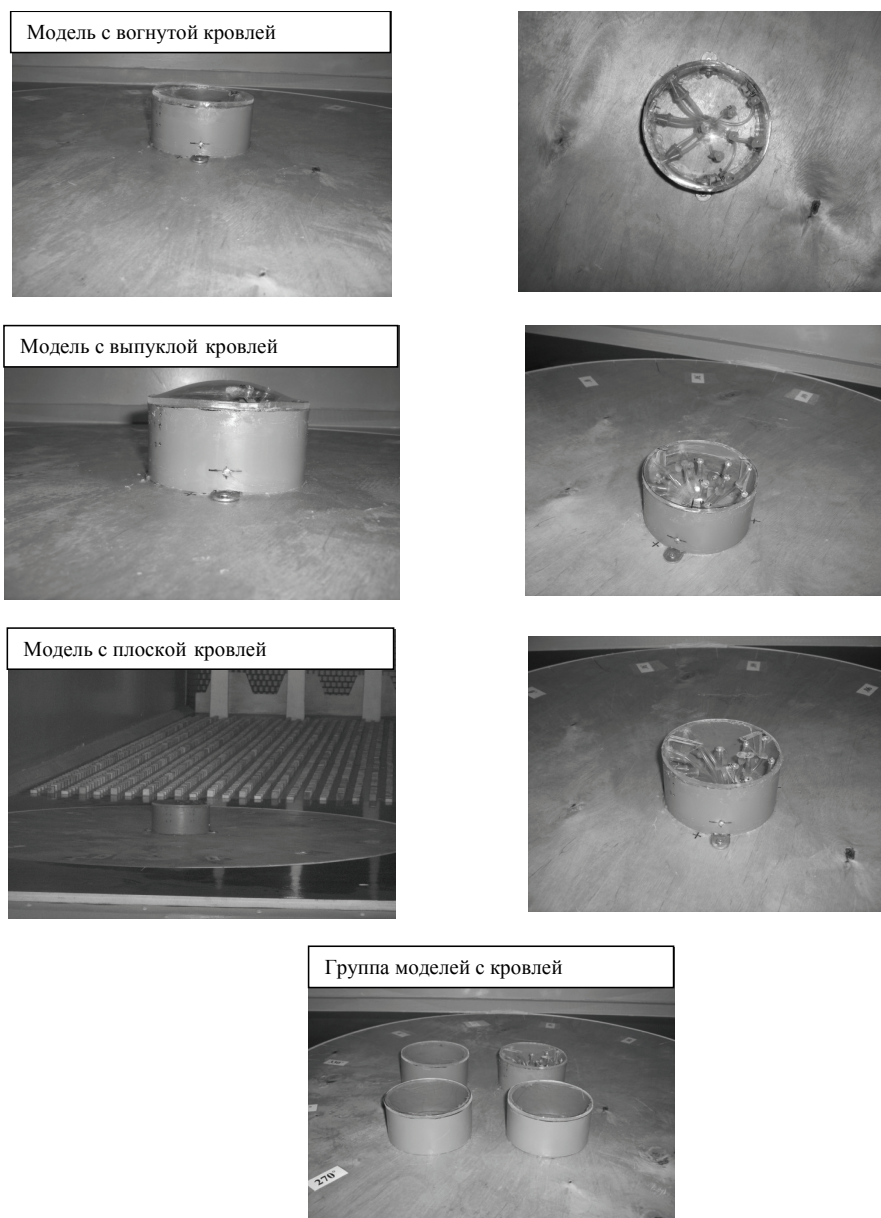 Модель с вогнутой кровлей
Модель с выпуклой кровлей
Модель с плоской кровлей
Группа моделей с кровлей
270°